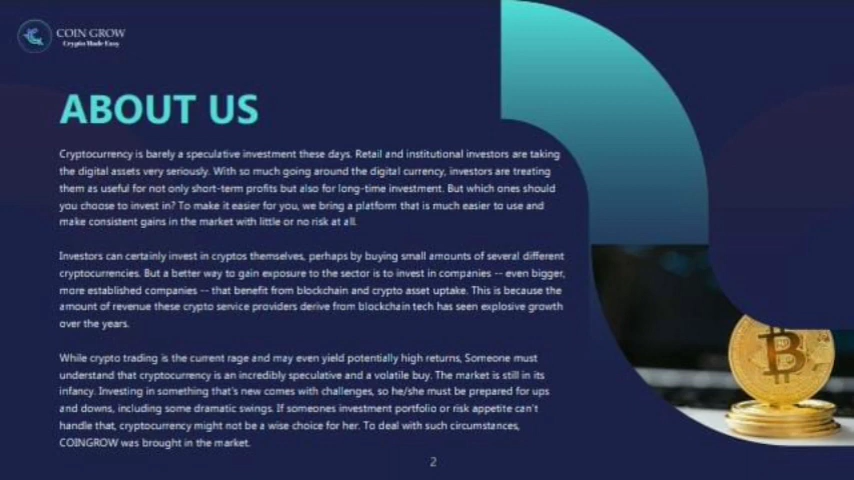 COIN GROW
Crypto Made Easy
ABOUT US
Cryptocurrency is barely a speculative investment these days. Retail and institutional investors are taking
the digital assets very seriously. With so much going around the digital currency, investors are treating
them as useful for not only short-term profits but also for long-time investment. But which ones should
you choose to invest in? To make it easier for you, we bring a platform that is much easier to use and
make consistent gains in the market with little or no risk at all.
Investors can certainly invest in cryptos themselves, perhaps by buying small amounts of several different
cryptocurrencies. But a better way to gain exposure to the sector is to invest in companies -- even bigger,
more established companies -- that benefit from blockchain and crypto asset uptake. This is because the
amount of revenue these crypto service providers derive from blockchain tech has seen explosive growth
over the years.
While crypto trading is the current rage and may even yield potentially high returns, Someone must
understand that cryptocurrency is an incredibly speculative and a volatile buy. The market is still in its
infancy. Investing in something that's new comes with challenges, so he/she must be prepared for ups
and downs, including some dramatic swings. If someones investment portfolio or risk appetite can't
handle that, cryptocurrency might not be a wise choice for her. To deal with such circumstances,
COINGROW was brought in the market.
2